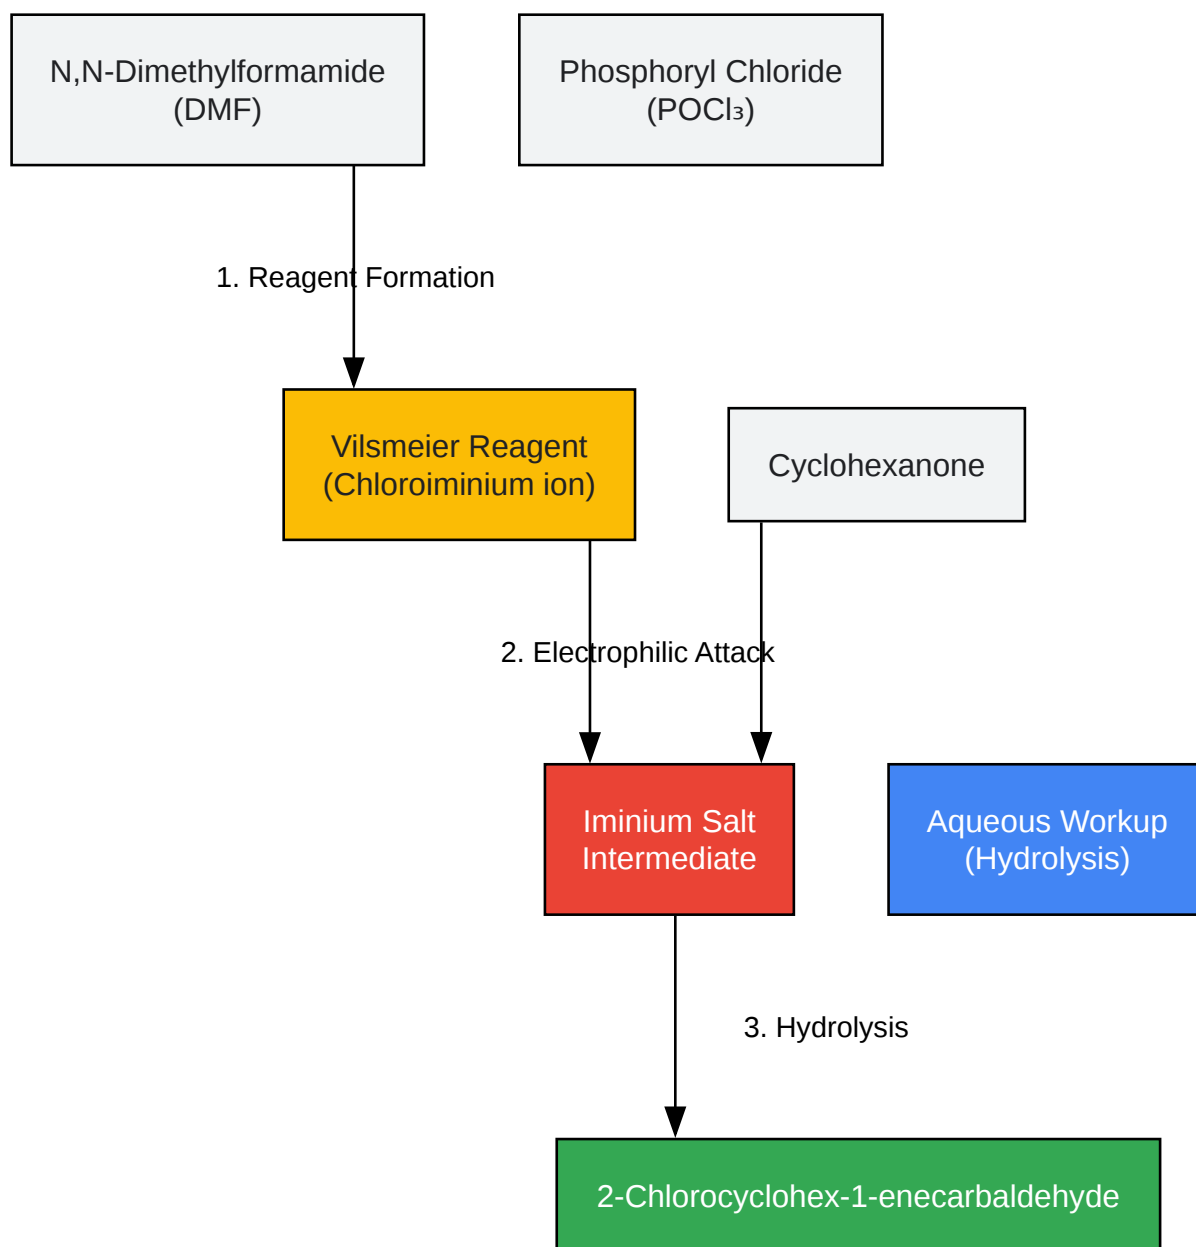 N,N-Dimethylformamide
(DMF)
Phosphoryl Chloride
(POCl₃)
1. Reagent Formation
Vilsmeier Reagent
(Chloroiminium ion)
Cyclohexanone
2. Electrophilic Attack
Iminium Salt
Intermediate
Aqueous Workup
(Hydrolysis)
3. Hydrolysis
2-Chlorocyclohex-1-enecarbaldehyde